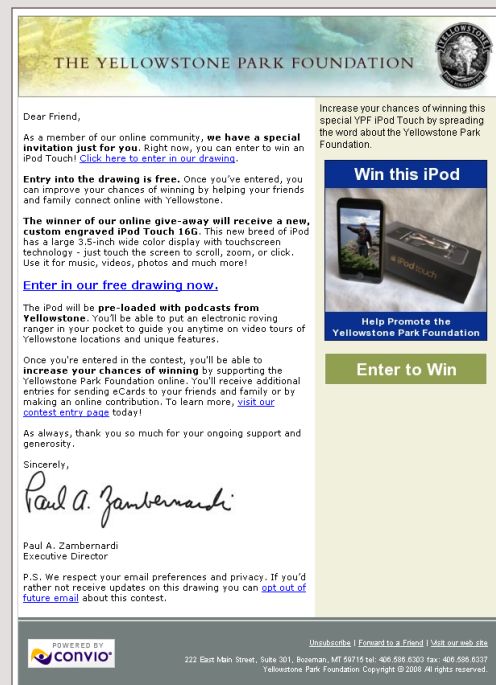 THE YELLOWSTONE PARK FOUNDATION
YELLOWSTONE
PARK FOUNDATION
Dear Friend,
As a member of our online community, we have a special
invitation just for you. Right now, you can enter to win an
iPod Touch! Click here to enter in our drawing.
Entry into the drawing is free. Once you've entered, you
can improve your chances of winning by helping your friends
and family connect online with Yellowstone.
The winner of our online give-away will receive a new,
custom engraved iPod Touch 16G. This new breed of iPod
has a large 3.5-inch wide color display with touchscreen
technology - just touch the screen to scroll, zoom, or click.
Use it for music, videos, photos and much more!
Enter in our free drawing now.
The iPod will be pre-loaded with podcasts from
Yellowstone. You'll be able to put an electronic roving
ranger in your pocket to guide you anytime on video tours of
Yellowstone locations and unique features.
Once you're entered in the contest, you'll be able to
increase your chances of winning by supporting the
Yellowstone Park Foundation online. You'll receive additional
entries for sending eCards to your friends and family or by
making an online contribution. To learn more, visit our
contest entry page today!
As always, thank you so much for your ongoing support and
generosity.
Sincerely,
Paul A. Zambernardi
Paul A. Zambernardi
Executive Director
P.S. We respect your email preferences and privacy. If you'd
rather not receive updates on this drawing you can opt out of
future email about this contest.
Increase your chances of winning this
special YPF iPod Touch by spreading
the word about the Yellowstone Park
Foundation.
Win this iPod
iPod touch
Help Promote the
Yellowstone Park Foundation
Enter to Win
POWERED BY
CONVIO
Unsubscribe | Forward to a Friend | Visit our web site
222 East Main Street, Suite 301, Bozeman, MT 59715 tel: 406.586.6303 fax: 406.586.6337
Yellowstone Park Foundation Copyright © 2008 All rights reserved.